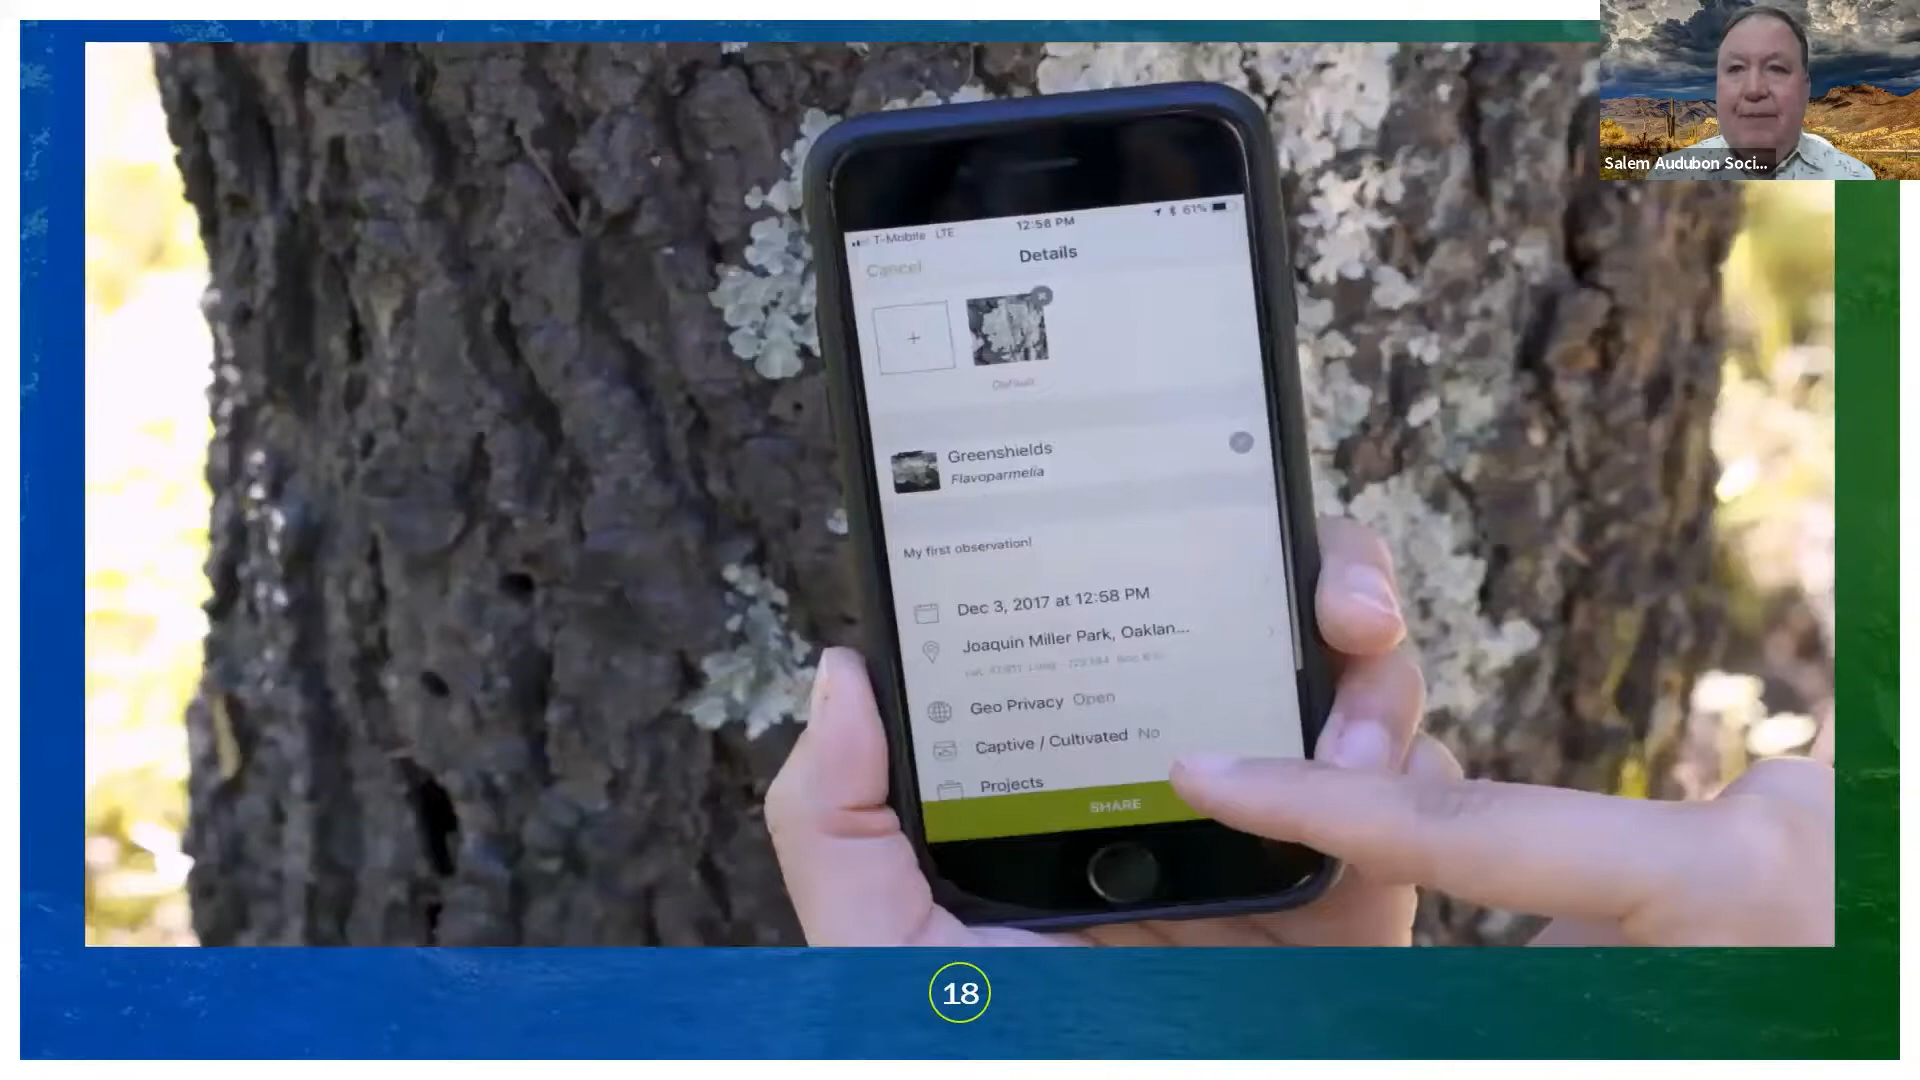 Salem Audubon Soci...
T-Mobile LTE
12:58 PM
61%
Cancel
Details
+
Default
Greenshields
Flavoparmelia
My first observation!
Dec 3, 2017 at 12:58 PM
Joaquin Miller Park, Oaklan...
Geo Privacy Open
Captive / Cultivated No
Projects
SHARE
18